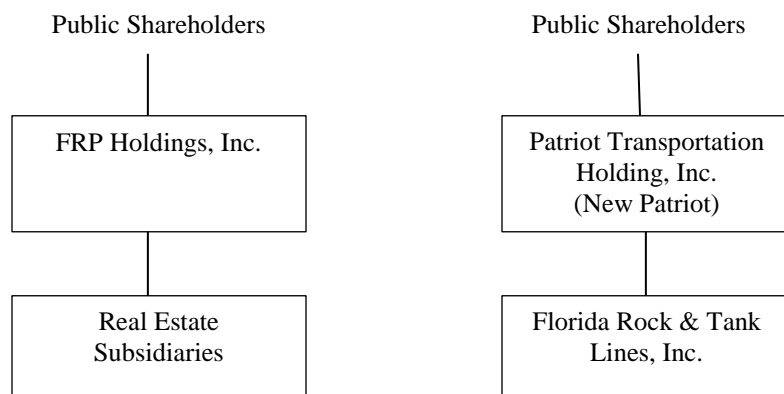 Public Shareholders
FRP Holdings, Inc.
Real Estate
Subsidiaries
Public Shareholders
Patriot Transportation
Holding, Inc.
(New Patriot)
Florida Rock & Tank
Lines, Inc.